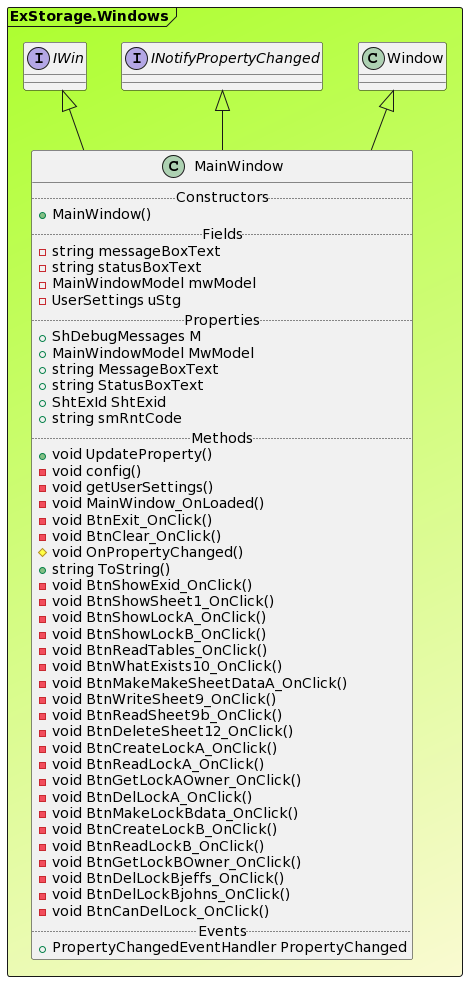 ExStorage.Windows
I IWin
I INotifyPropertyChanged
C Window
C MainWindow
Constructors
MainWindow()
Fields
string messageBoxText
string statusBoxText
MainWindowModel mwModel
UserSettings uStg
Properties
ShDebugMessages M
MainWindowModel MwModel
string MessageBoxText
string StatusBoxText
ShtExId ShtExid
string smRntCode
Methods
void UpdateProperty()
void config()
void getUserSettings()
void MainWindow_OnLoaded()
void BtnExit_OnClick()
void BtnClear_OnClick()
void OnPropertyChanged()
string ToString()
void BtnShowExid_OnClick()
void BtnShowSheet1_OnClick()
void BtnShowLockA_OnClick()
void BtnShowLockB_OnClick()
void BtnReadTables_OnClick()
void BtnWhatExists10_OnClick()
void BtnMakeMakeSheetDataA_OnClick()
void BtnWriteSheet9_OnClick()
void BtnReadSheet9b_OnClick()
void BtnDeleteSheet12_OnClick()
void BtnCreateLockA_OnClick()
void BtnReadLockA_OnClick()
void BtnGetLockAOwner_OnClick()
void BtnDelLockA_OnClick()
void BtnMakeLockBdata_OnClick()
void BtnCreateLockB_OnClick()
void BtnReadLockB_OnClick()
void BtnGetLockBOwner_OnClick()
void BtnDelLockBjeffs_OnClick()
void BtnDelLockBjohns_OnClick()
void BtnCanDelLock_OnClick()
Events
PropertyChangedEventHandler PropertyChanged